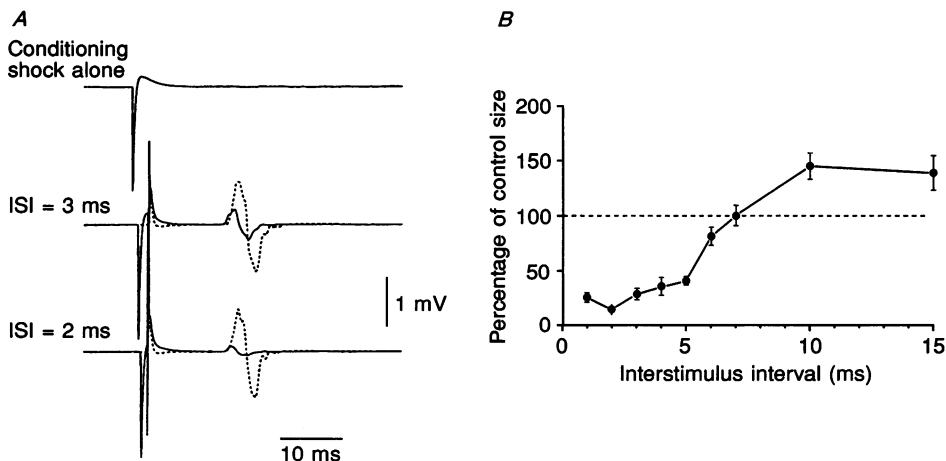 A
Conditioning
shock alone
ISI = 3 ms
1 mV
ISI = 2 ms
10 ms
B
Percentage of control size
200
150
100
50
0
0 5 10 15
Interstimulus interval (ms)